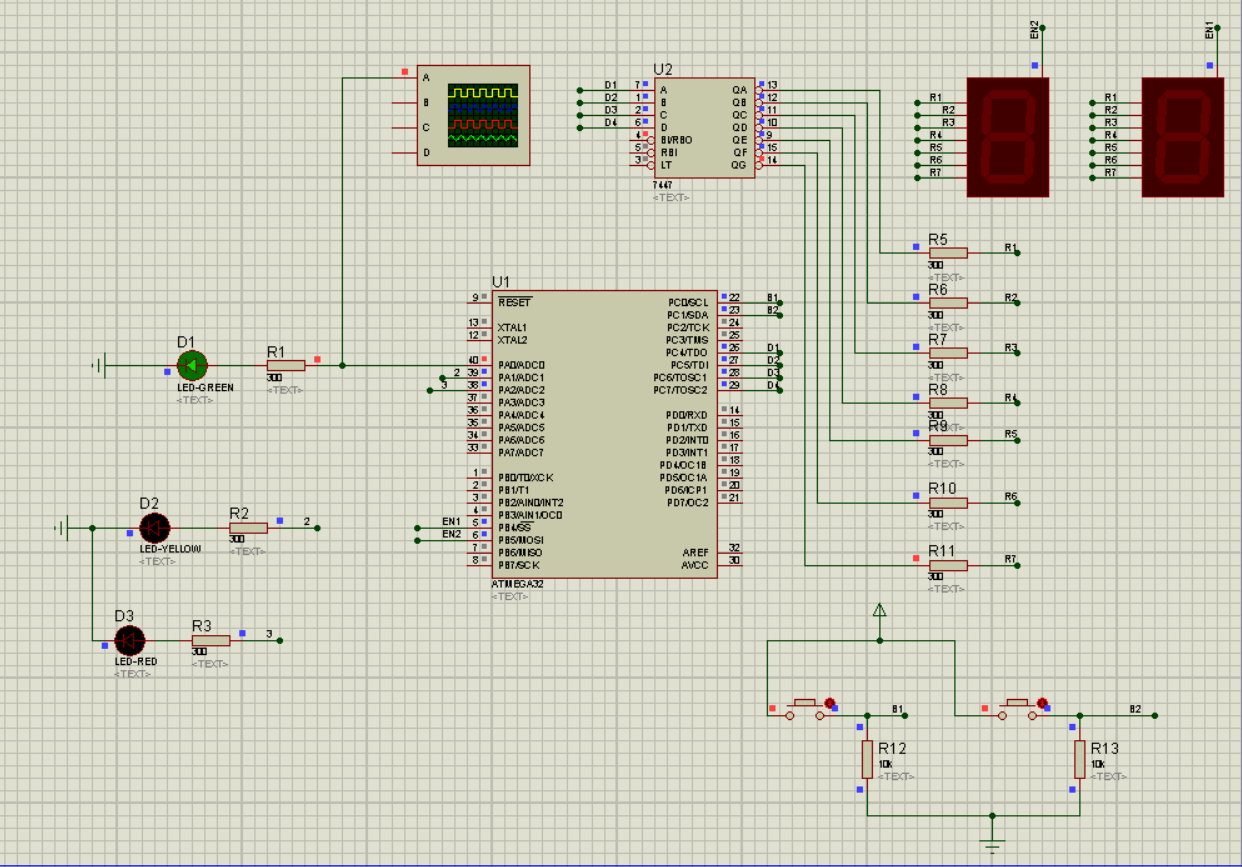 EN2
EN1
A
B
C
D
U2
D1 7 A QA 13
D2 1 B QB 12
D3 2 C QC 11
D4 6 D QD 10
4 BI/RBO QE 9
5 RBI QF 15
3 LT QG 14
7447
<TEXT>
R1 R1
R2 R2
R3 R3
R4 R4
R5 R5
R6 R6
R7 R7
R5
300
<TEXT>
R1
R6
300
<TEXT>
R2
R7
300
<TEXT>
R3
R8
300
<TEXT>
R4
R9
300
<TEXT>
R5
R10
300
<TEXT>
R6
R11
300
<TEXT>
R7
U1
9 RESET
13 XTAL1
12 XTAL2
40 PA0/ADC0
2 39 PA1/ADC1
3 38 PA2/ADC2
37 PA3/ADC3
36 PA4/ADC4
35 PA5/ADC5
34 PA6/ADC6
33 PA7/ADC7
1 PB0/T0/XCK
2 PB1/T1
3 PB2/AIN0/INT2
4 PB3/AIN1/OC0
EN1 5 PB4/SS
EN2 6 PB5/MOSI
7 PB6/MISO
8 PB7/SCK
PC0/SCL 22 B1
PC1/SDA 23 B2
PC2/TCK 24
PC3/TMS 25
PC4/TDO 26 D1
PC5/TDI 27 D2
PC6/TOSC1 28 D3
PC7/TOSC2 29 D4
PD0/RXD 14
PD1/TXD 15
PD2/INT0 16
PD3/INT1 17
PD4/OC1B 18
PD5/OC1A 19
PD6/ICP1 20
PD7/OC2 21
AREF 32
AVCC 30
ATMEGA32
<TEXT>
D1
LED-GREEN
<TEXT>
R1
300
<TEXT>
D2
LED-YELLOW
<TEXT>
R2
300
<TEXT>
2
D3
LED-RED
<TEXT>
R3
300
<TEXT>
3
B1
B2
R12
10k
<TEXT>
R13
10k
<TEXT>